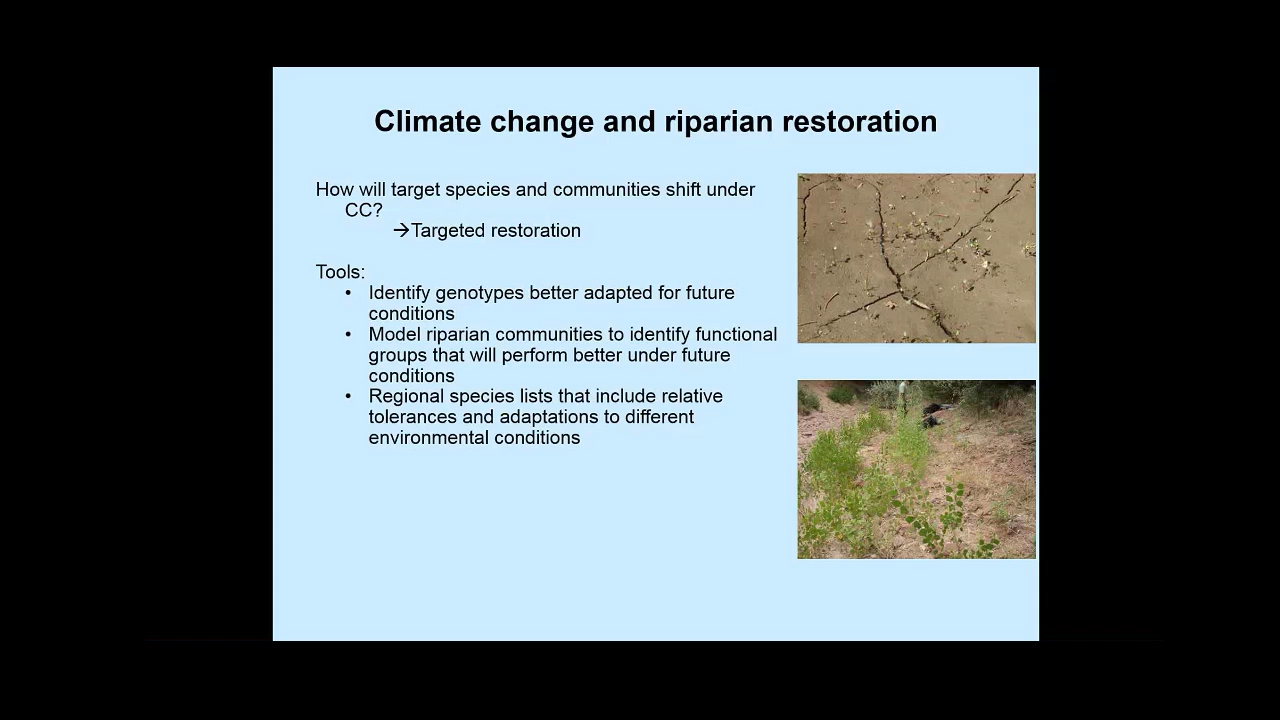 Climate change and riparian restoration
How will target species and communities shift under
CC?
→Targeted restoration
Tools:
• Identify genotypes better adapted for future
conditions
• Model riparian communities to identify functional
groups that will perform better under future
conditions
• Regional species lists that include relative
tolerances and adaptations to different
environmental conditions